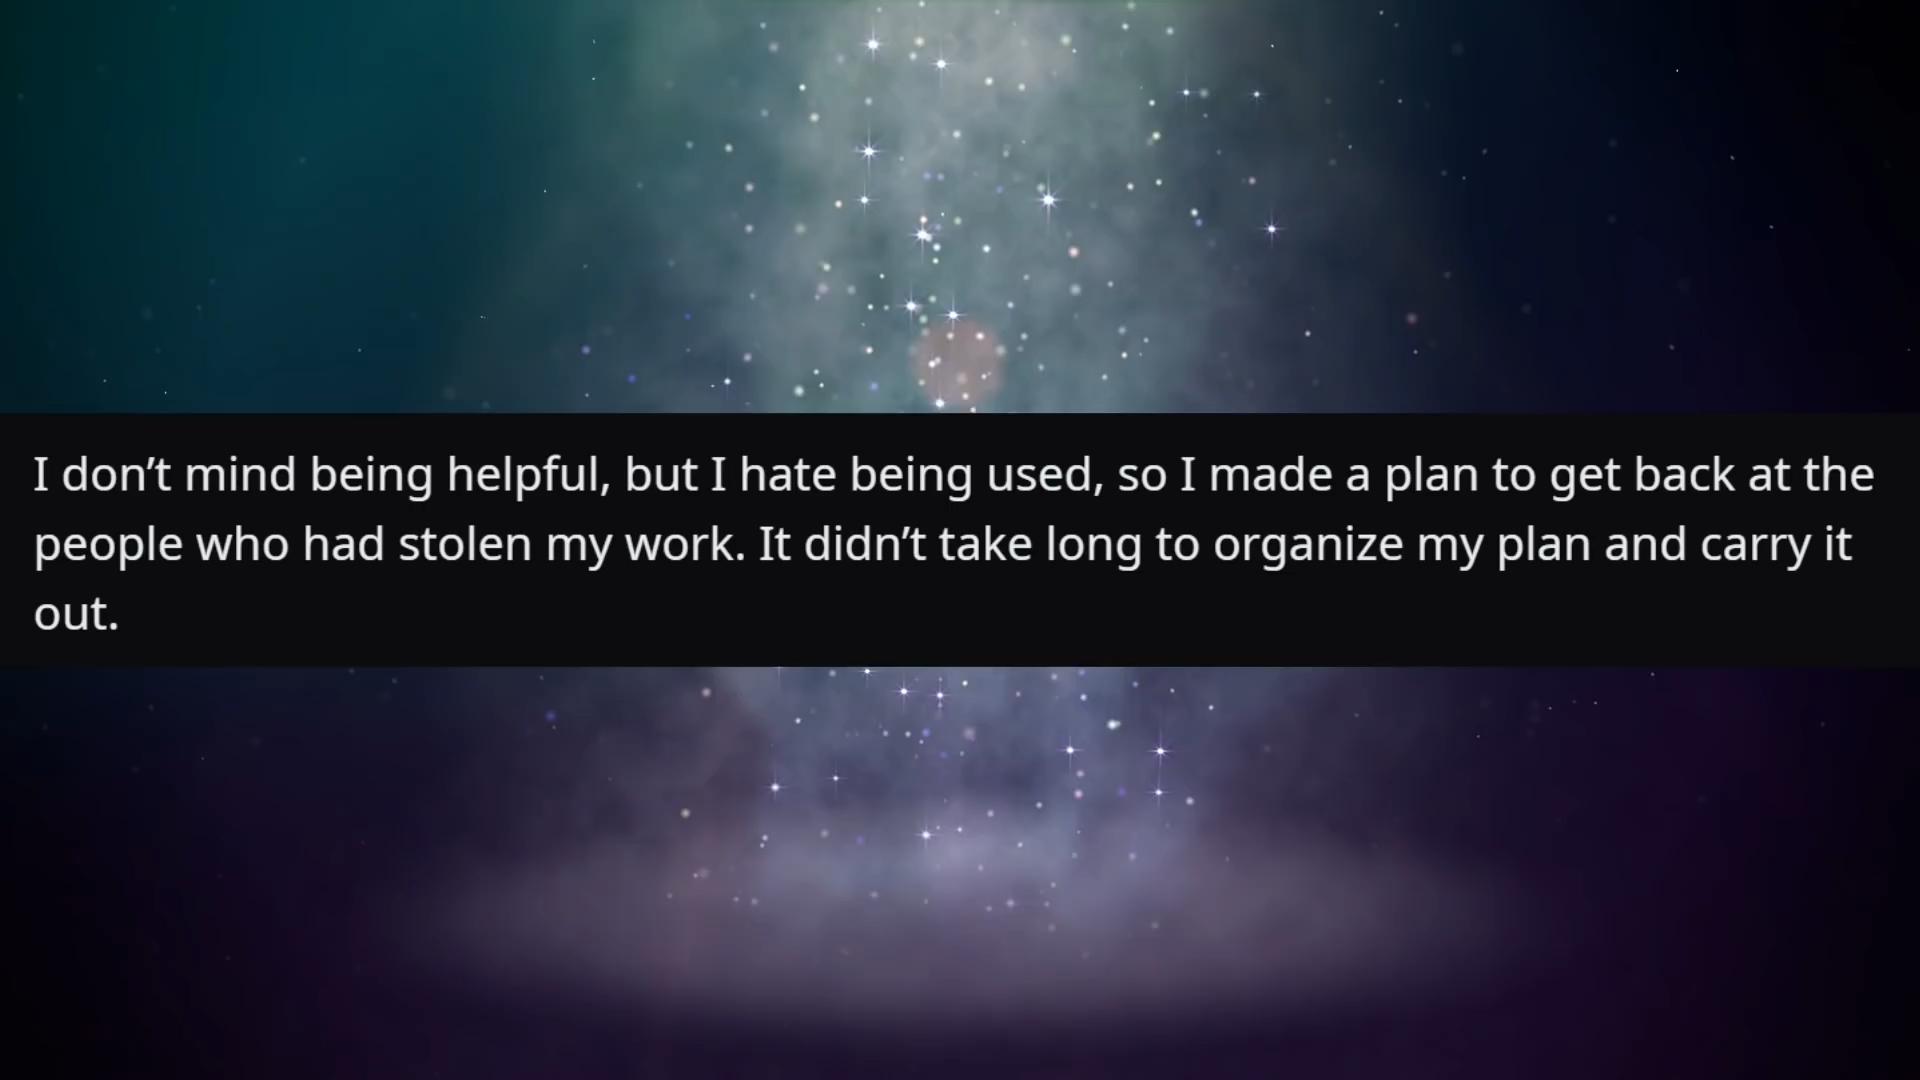 I don’t mind being helpful, but I hate being used, so I made a plan to get back at the
people who had stolen my work. It didn’t take long to organize my plan and carry it
out.